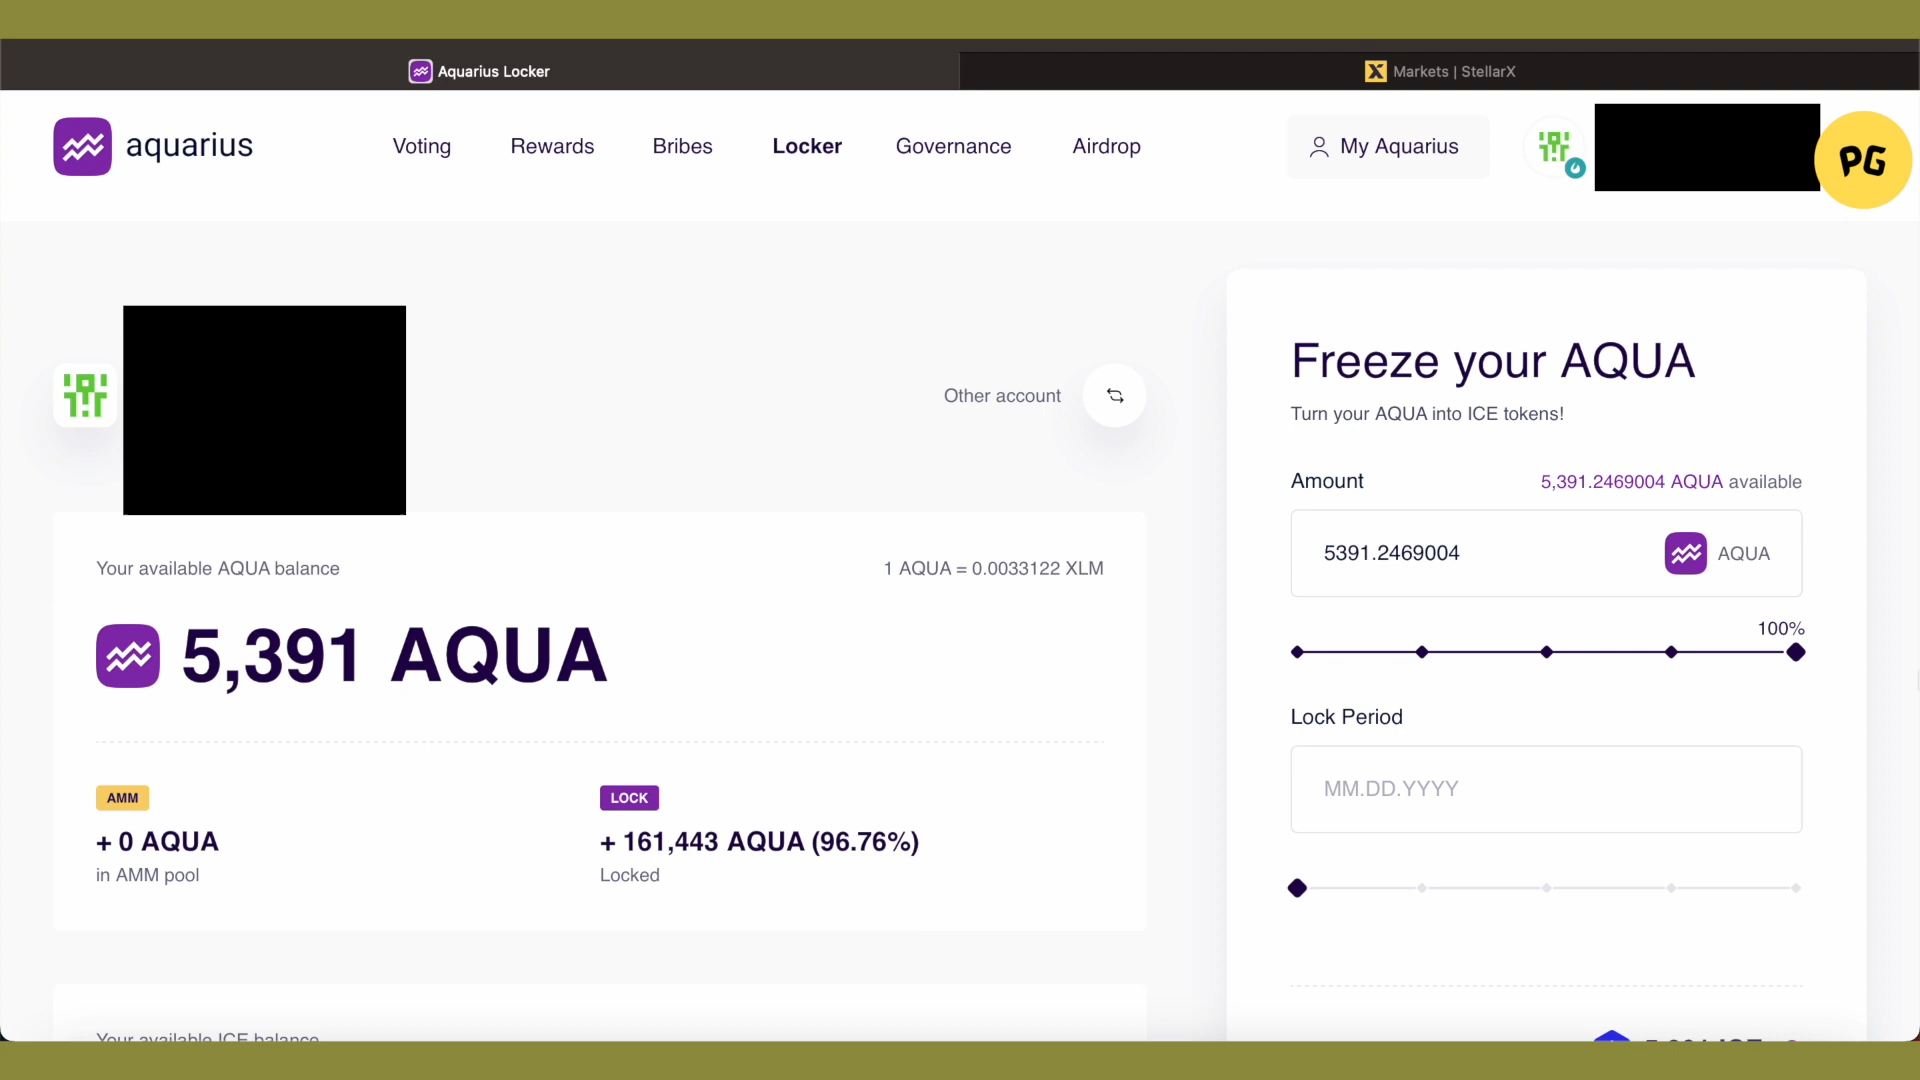 Aquarius Locker
Markets | StellarX
aquarius
Voting
Rewards
Bribes
Locker
Governance
Airdrop
My Aquarius
PG
Other account
Your available AQUA balance
1 AQUA = 0.0033122 XLM
5,391 AQUA
AMM
+ 0 AQUA
in AMM pool
LOCK
+ 161,443 AQUA (96.76%)
Locked
Your available ICE balance
Freeze your AQUA
Turn your AQUA into ICE tokens!
Amount
5,391.2469004 AQUA available
5391.2469004
AQUA
100%
Lock Period
MM.DD.YYYY